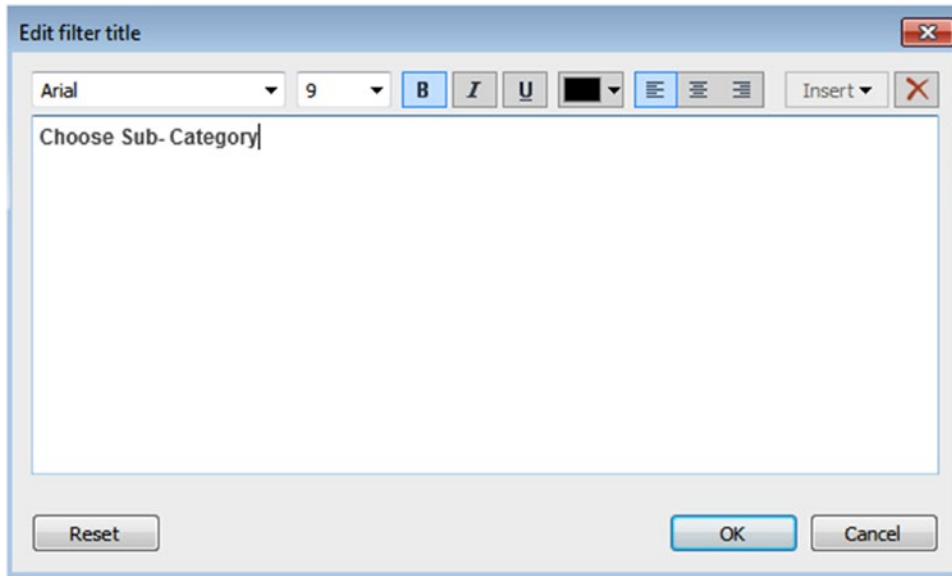 Edit filter title
Arial 9 B I U Insert
Choose Sub- Category
Reset OK Cancel